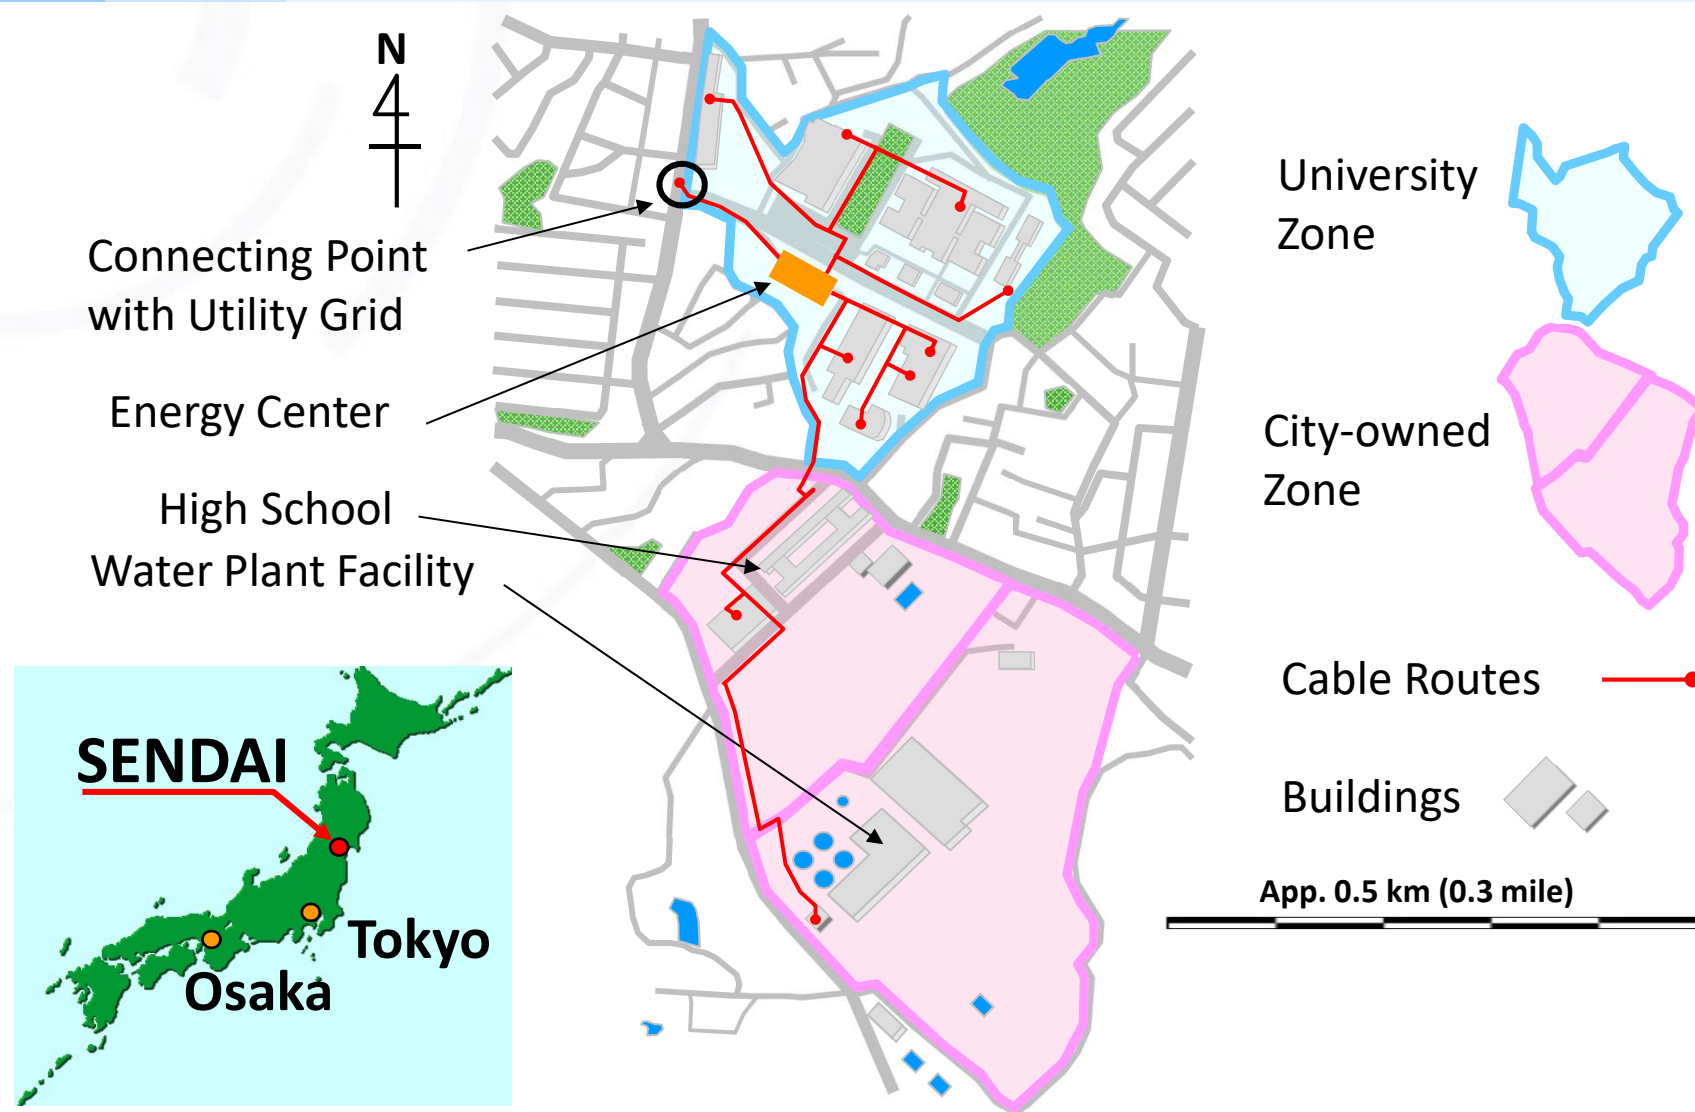 N
University
Zone
Connecting Point
with Utility Grid
Energy Center
City-owned
Zone
High School
Water Plant Facility
Cable Routes
SENDAI
Buildings
App. 0.5 km (0.3 mile)
Tokyo
Osaka